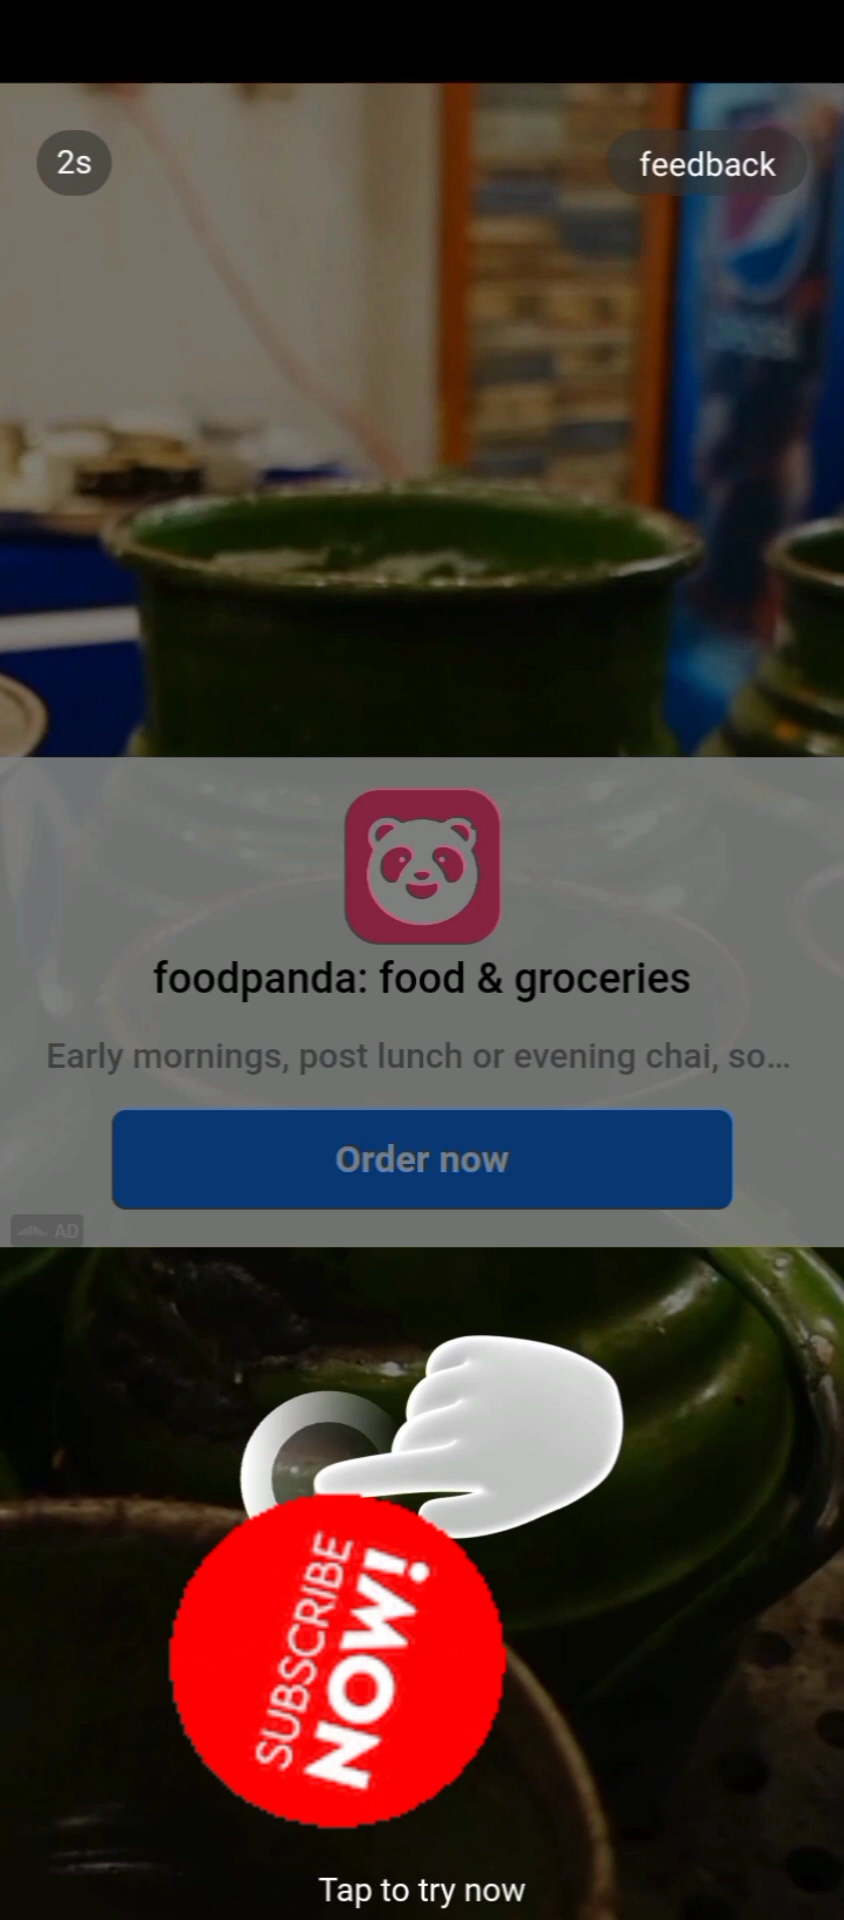 2s
feedback
foodpanda: food & groceries
Early mornings, post lunch or evening chai, so...
Order now
AD
SUBSCRIBE
NOW!
Tap to try now